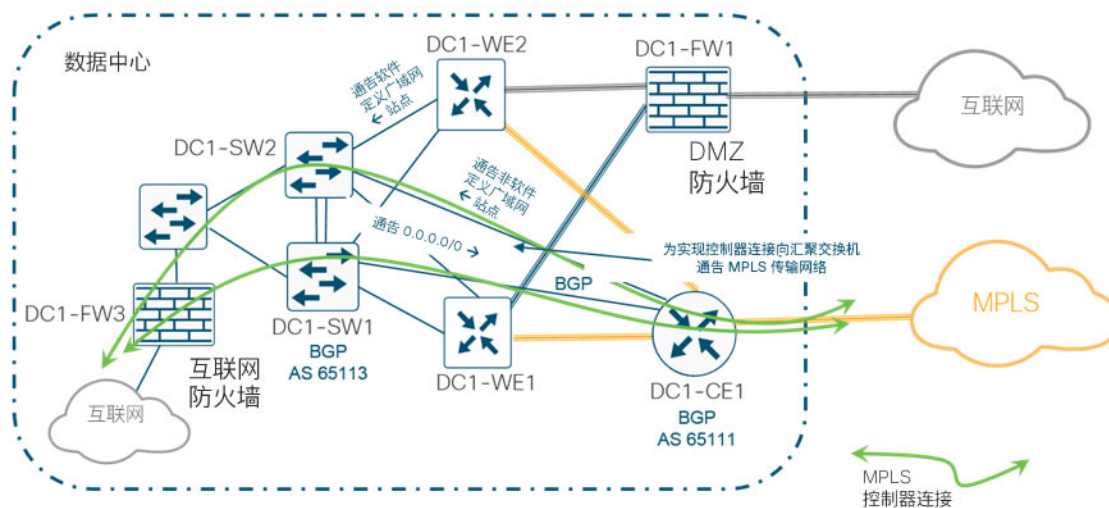 数据中心
DC1-WE2
DC1-FW1
互联网
通告软件
定义广域网
← 站点
DC1-SW2
DMZ
防火墙
通告非软件
定义广域网
← 站点
通告 0.0.0.0/0 →
为实现控制器连接向汇聚交换机
通告 MPLS 传输网络
BGP
MPLS
DC1-FW3
DC1-SW1
BGP
AS 65113
互联网
防火墙
DC1-WE1
DC1-CE1
BGP
AS 65111
互联网
MPLS
控制器连接